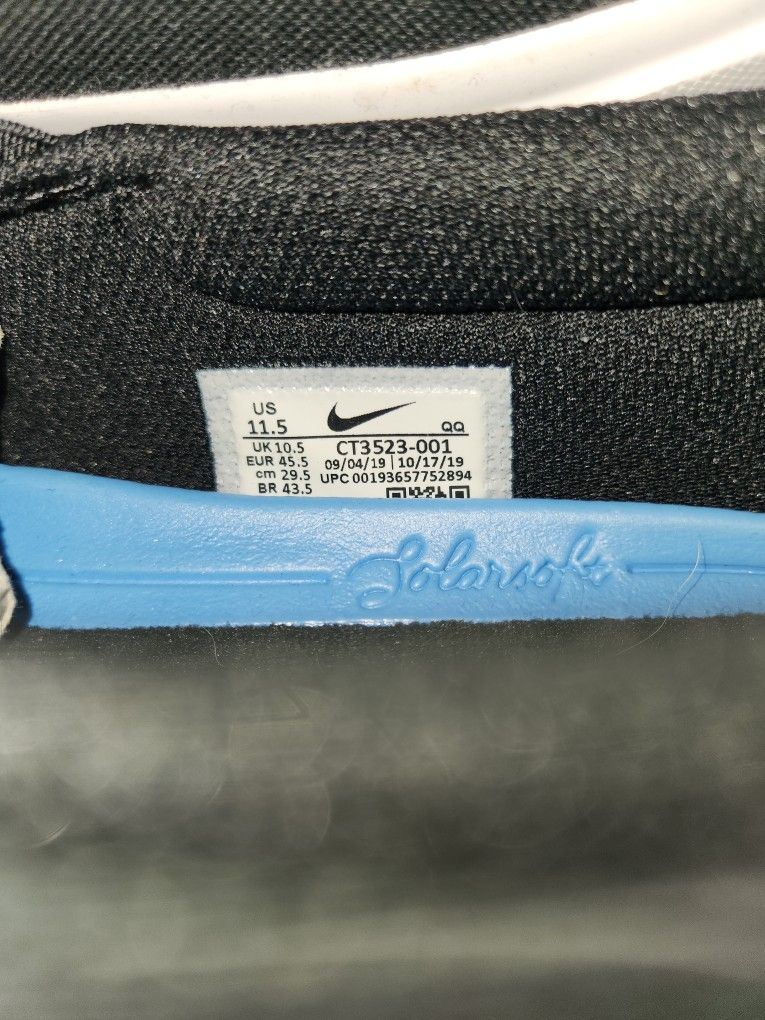 US
11.5 QQ
UK 10.5 CT3523-001
EUR 45.5 09/04/19 | 10/17/19
cm 29.5 UPC 00193657752894
BR 43.5
Solarsoft